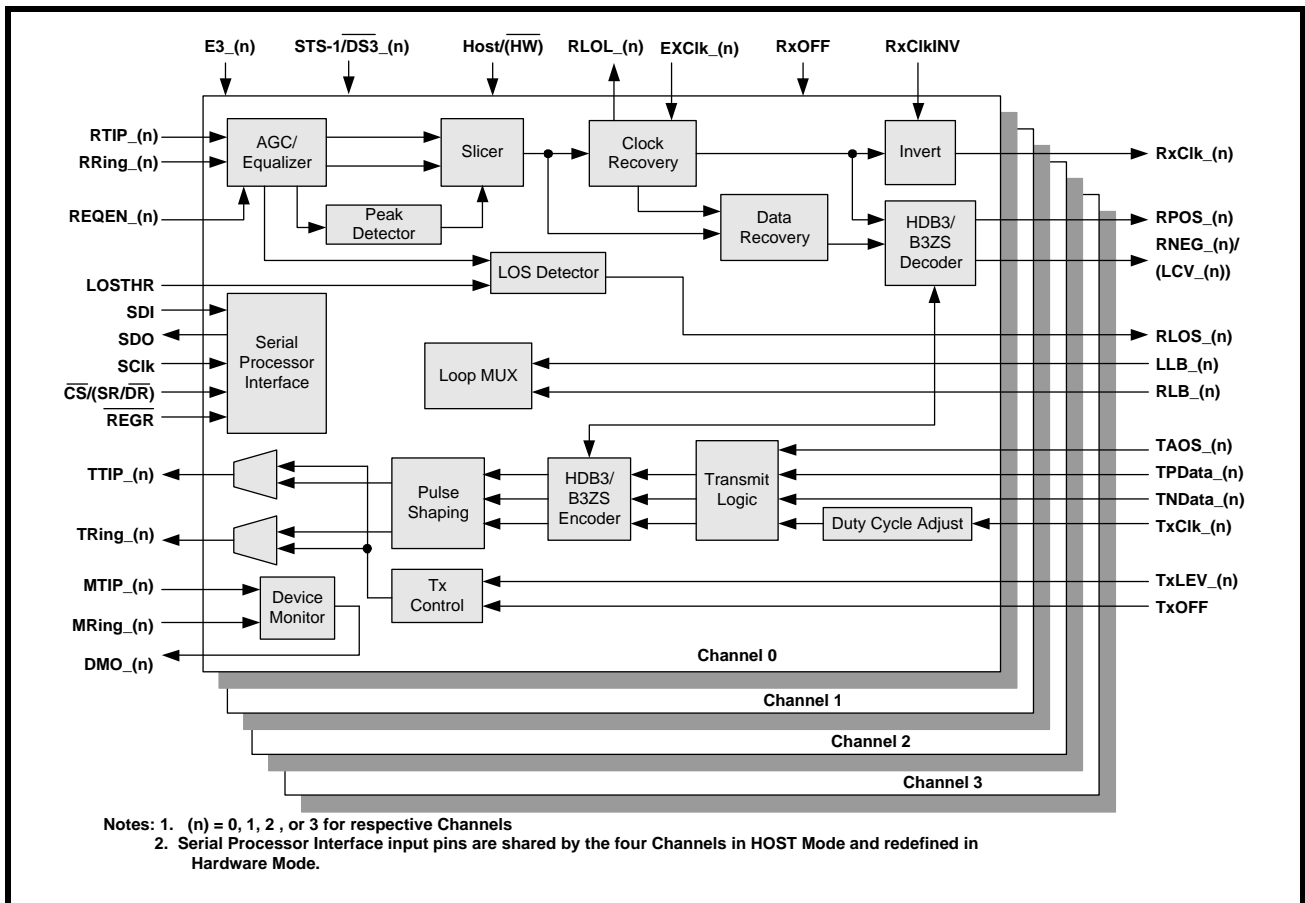 E3_(n)
STS-1/DS3_(n)
Host/(HW)
RLOL_(n)
EXClk_(n)
RxOFF
RxClkINV
RTIP_(n)
RRing_(n)
REQEN_(n)
LOSTHR
SDI
SDO
SClk
CS/(SR/DR)
REGR
TTIP_(n)
TRing_(n)
MTIP_(n)
MRing_(n)
DMO_(n)
AGC/
Equalizer
Peak
Detector
Slicer
Clock
Recovery
Invert
Data
Recovery
HDB3/
B3ZS
Decoder
LOS Detector
Serial
Processor
Interface
Loop MUX
Pulse
Shaping
HDB3/
B3ZS
Encoder
Transmit
Logic
Duty Cycle Adjust
Tx
Control
Device
Monitor
RxClk_(n)
RPOS_(n)
RNEG_(n)/
(LCV_(n))
RLOS_(n)
LLB_(n)
RLB_(n)
TAOS_(n)
TPData_(n)
TNData_(n)
TxClk_(n)
TxLEV_(n)
TxOFF
Channel 0
Channel 1
Channel 2
Channel 3
Notes: 1. (n) = 0, 1, 2 , or 3 for respective Channels
2. Serial Processor Interface input pins are shared by the four Channels in HOST Mode and redefined in
Hardware Mode.